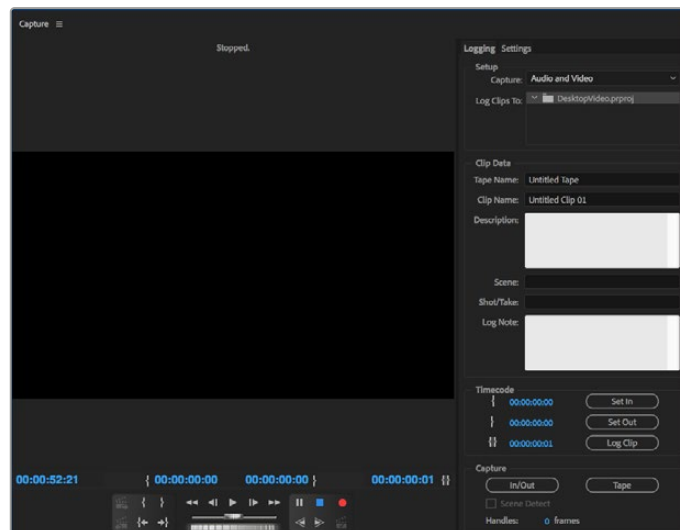 Capture
Stopped.
Logging Settings
Setup
Capture: Audio and Video
Log Clips To: DesktopVideo.prproj
Clip Data
Tape Name: Untitled Tape
Clip Name: Untitled Clip 01
Description:
Scene:
Shot/Take:
Log Note:
Timecode
{ 00:00:00:00 Set In
} 00:00:00:00 Set Out
{} 00:00:00:01 Log Clip
00:00:52:21 { 00:00:00:00 00:00:00:00 } 00:00:00:01 {}
Capture
In/Out Tape
Scene Detect
Handles: 0 frames